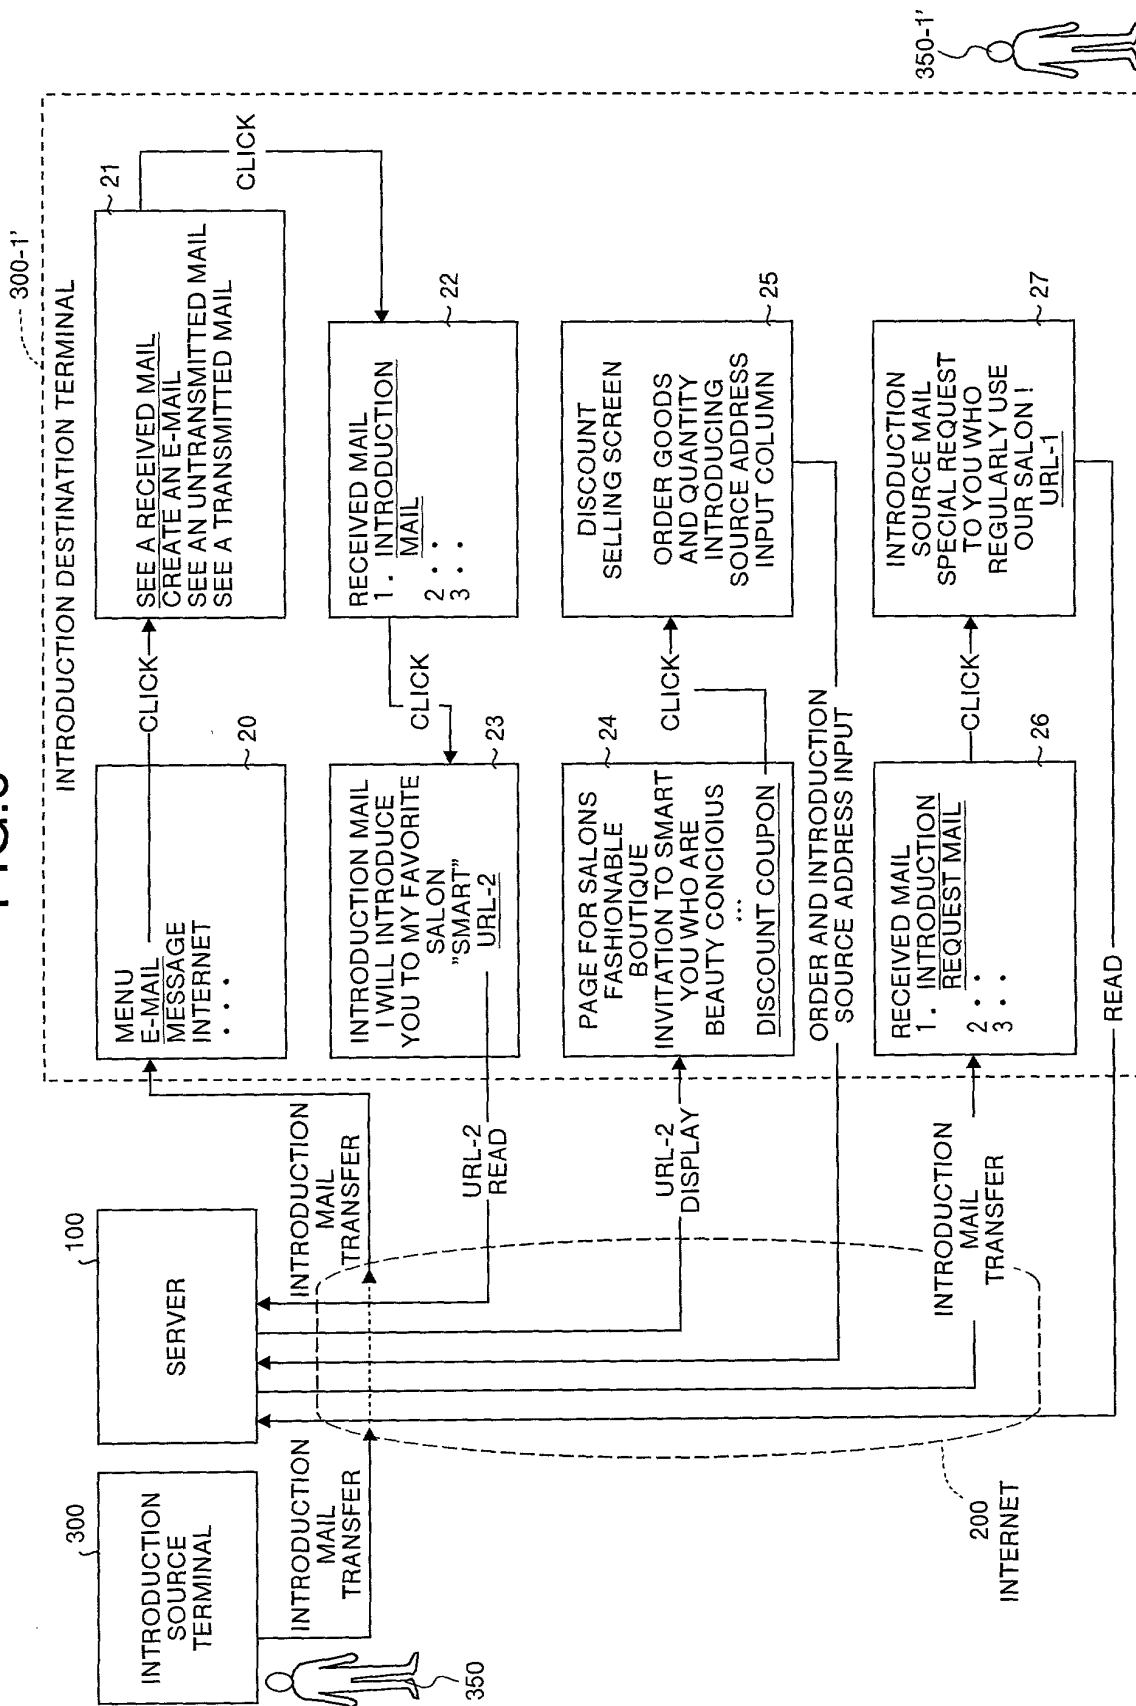 300-1'
INTRODUCTION DESTINATION TERMINAL
350-1'
300
INTRODUCTION
SOURCE
TERMINAL
350
100
SERVER
INTRODUCTION
MAIL
TRANSFER
INTRODUCTION
MAIL
TRANSFER
200
INTERNET
20
MENU
E-MAIL
MESSAGE
INTERNET
. . .
CLICK
21
SEE A RECEIVED MAIL
CREATE AN E-MAIL
SEE AN UNTRANSMITTED MAIL
SEE A TRANSMITTED MAIL
CLICK
22
RECEIVED MAIL
1. INTRODUCTION
MAIL
2 . .
3 . .
CLICK
23
INTRODUCTION MAIL
I WILL INTRODUCE
YOU TO MY FAVORITE
SALON
"SMART"
URL-2
URL-2
READ
URL-2
DISPLAY
24
PAGE FOR SALONS
FASHIONABLE
BOUTIQUE
INVITATION TO SMART
YOU WHO ARE
BEAUTY CONCIOIUS
...
DISCOUNT COUPON
CLICK
25
DISCOUNT
SELLING SCREEN
ORDER GOODS
AND QUANTITY
INTRODUCING
SOURCE ADDRESS
INPUT COLUMN
ORDER AND INTRODUCTION
SOURCE ADDRESS INPUT
INTRODUCTION
MAIL
TRANSFER
26
RECEIVED MAIL
1. INTRODUCTION
REQUEST MAIL
2 . .
3 . .
CLICK
27
INTRODUCTION
SOURCE MAIL
SPECIAL REQUEST
TO YOU WHO
REGULARLY USE
OUR SALON !
URL-1
READ